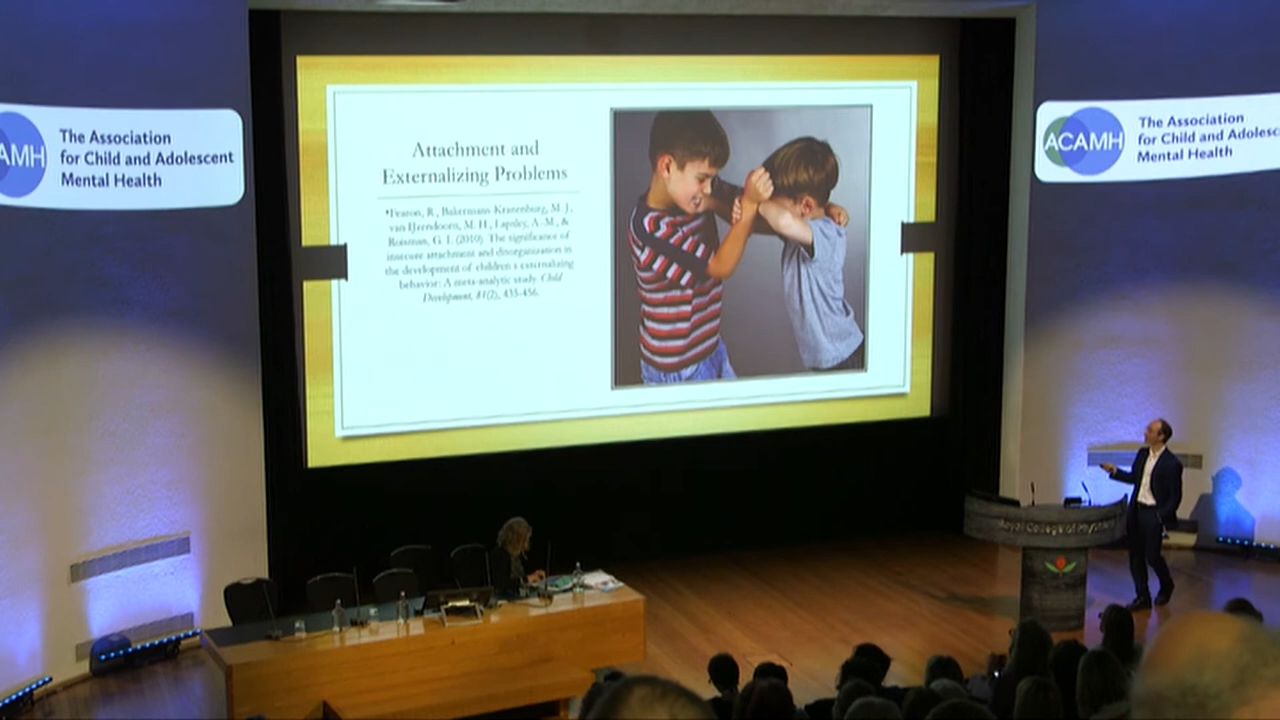 AMH
The Association
for Child and Adolescent
Mental Health
Attachment and
Externalizing Problems
•Fearon, R., Bakermans-Kranenburg, M. J.,
van IJzendoorn, M. H., Lapsley, A.-M., &
Roisman, G. I. (2010). The significance of
insecure attachment and disorganization in
the development of children s externalizing
behavior: A meta-analytic study. Child
Development, 81(2), 435-456.
ACAMH
The Association
for Child and Adolesc
Mental Health
Royal College of Physi